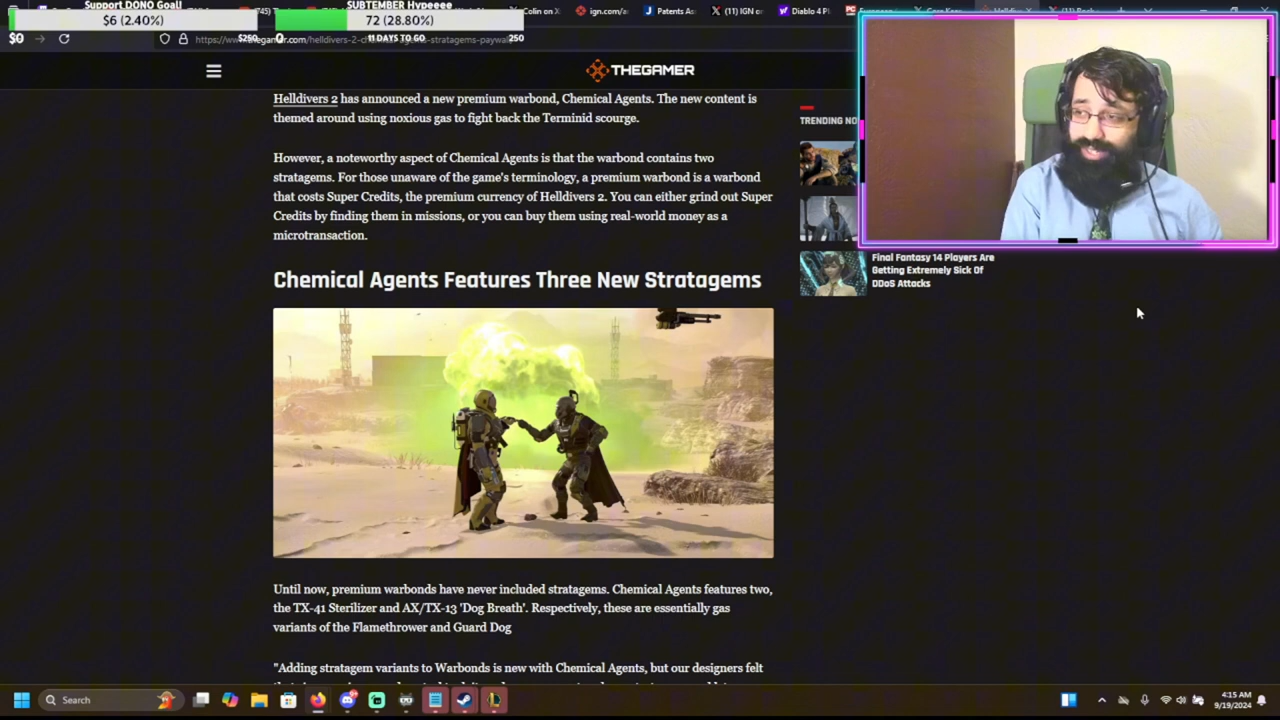 Support DONO Goal!
$6 (2.40%)
$0
$250
SUBTEMBER Hypeeee
72 (28.80%)
0
11 DAYS TO GO
250
Colin on X
ign.com/a
Patents As
(11) IGN o
Diablo 4 Pl
THEGAMER
Helldivers 2 has announced a new premium warbond, Chemical Agents. The new content is
themed around using noxious gas to fight back the Terminid scourge.
However, a noteworthy aspect of Chemical Agents is that the warbond contains two
stratagems. For those unaware of the game's terminology, a premium warbond is a warbond
that costs Super Credits, the premium currency of Helldivers 2. You can either grind out Super
Credits by finding them in missions, or you can buy them using real-world money as a
microtransaction.
TRENDING NO
Final Fantasy 14 Players Are
Getting Extremely Sick Of
DDoS Attacks
Chemical Agents Features Three New Stratagems
Until now, premium warbonds have never included stratagems. Chemical Agents features two,
the TX-41 Sterilizer and AX/TX-13 'Dog Breath'. Respectively, these are essentially gas
variants of the Flamethrower and Guard Dog
"Adding stratagem variants to Warbonds is new with Chemical Agents, but our designers felt
Search
4:15 AM
9/19/2024